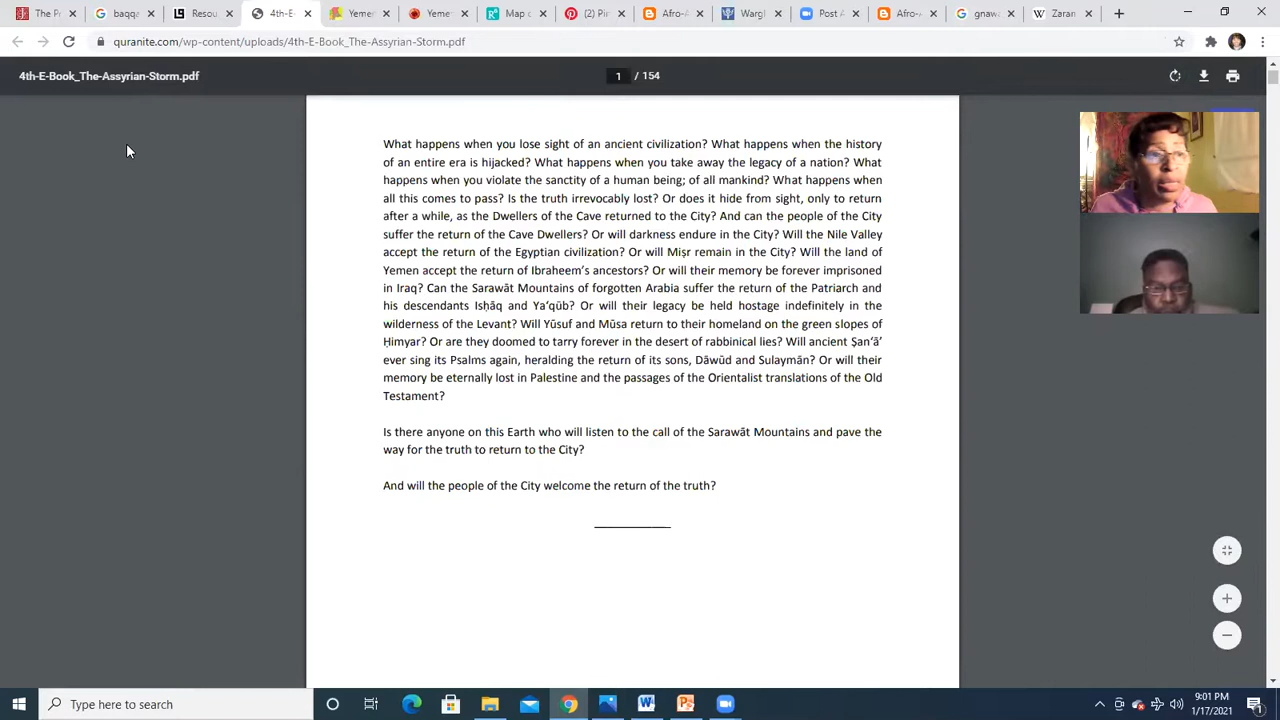 The P
baqqa
Resou
4th-E-
Yemen
Yemen
Map o
(2) Pin
Afro-A
Wargl
Post A
Afro-A
gnawa
Zaran
quranite.com/wp-content/uploads/4th-E-Book_The-Assyrian-Storm.pdf
4th-E-Book_The-Assyrian-Storm.pdf
1 / 154
What happens when you lose sight of an ancient civilization? What happens when the history
of an entire era is hijacked? What happens when you take away the legacy of a nation? What
happens when you violate the sanctity of a human being; of all mankind? What happens when
all this comes to pass? Is the truth irrevocably lost? Or does it hide from sight, only to return
after a while, as the Dwellers of the Cave returned to the City? And can the people of the City
suffer the return of the Cave Dwellers? Or will darkness endure in the City? Will the Nile Valley
accept the return of the Egyptian civilization? Or will Miṣr remain in the City? Will the land of
Yemen accept the return of Ibraheem's ancestors? Or will their memory be forever imprisoned
in Iraq? Can the Sarawāt Mountains of forgotten Arabia suffer the return of the Patriarch and
his descendants Isḥāq and Ya'qūb? Or will their legacy be held hostage indefinitely in the
wilderness of the Levant? Will Yūsuf and Mūsa return to their homeland on the green slopes of
Ḥimyar? Or are they doomed to tarry forever in the desert of rabbinical lies? Will ancient Ṣan'ā'
ever sing its Psalms again, heralding the return of its sons, Dāwūd and Sulaymān? Or will their
memory be eternally lost in Palestine and the passages of the Orientalist translations of the Old
Testament?
Is there anyone on this Earth who will listen to the call of the Sarawāt Mountains and pave the
way for the truth to return to the City?
And will the people of the City welcome the return of the truth?
Type here to search
9:01 PM
1/17/2021